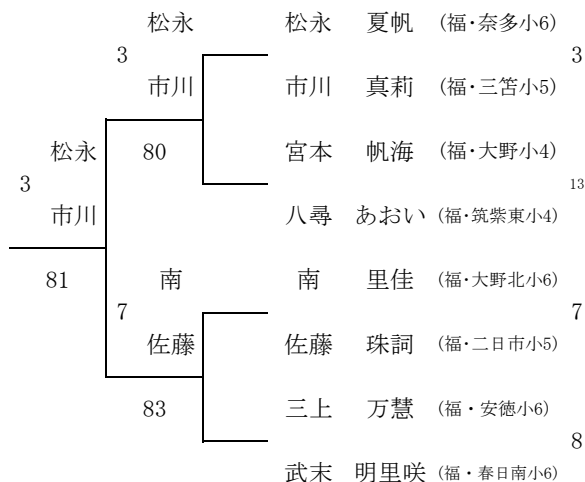 松永 松永 夏帆 (福・奈多小6)
3 3
市川 市川 真莉 (福・三笘小5)
松永 80 宮本 帆海 (福・大野小4)
3 13
市川 八尋 あおい (福・筑紫東小4)
81 南 南 里佳 (福・大野北小6)
7 7
佐藤 佐藤 珠詞 (福・二日市小5)
83 三上 万慧 (福・安徳小6)
8
武末 明里咲 (福・春日南小6)